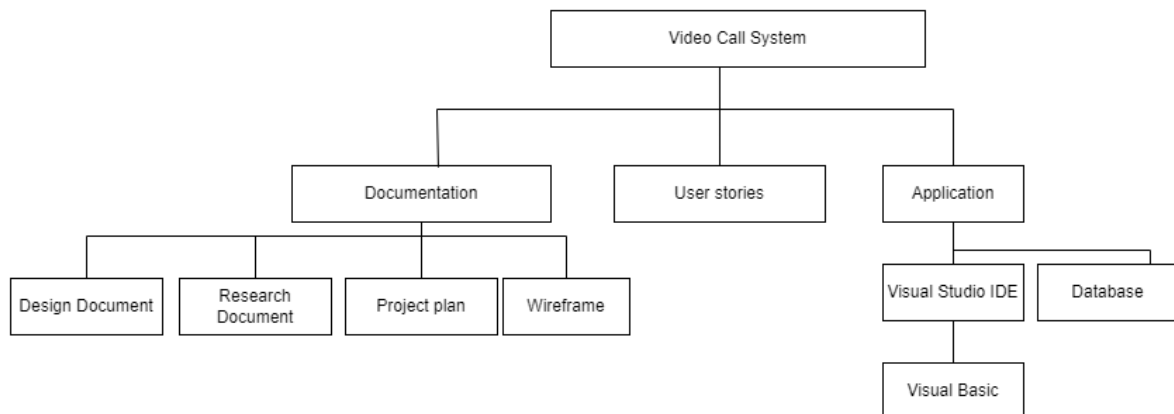 Video Call System
Documentation
User stories
Application
Design Document
Research
Document
Project plan
Wireframe
Visual Studio IDE
Database
Visual Basic